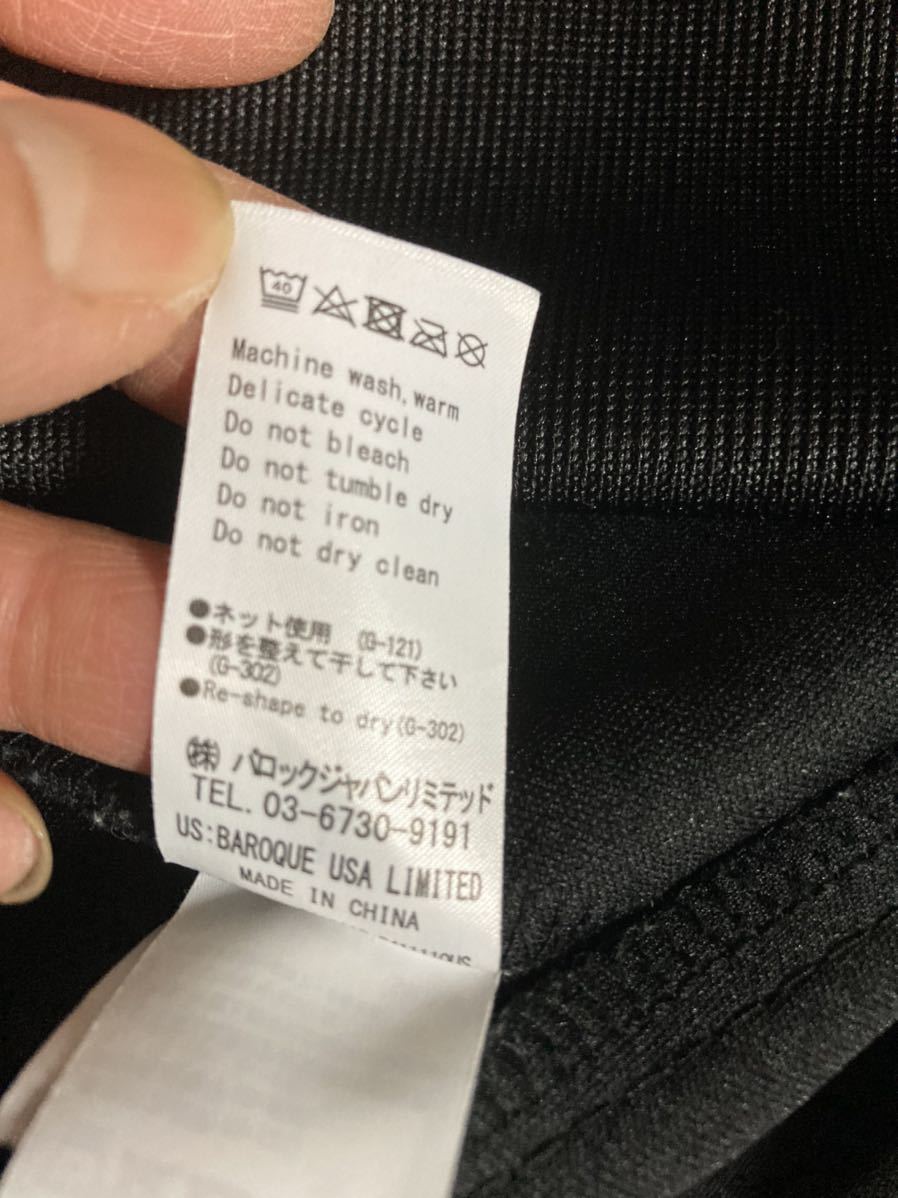 40
Machine wash, warm
Delicate cycle
Do not bleach
Do not tumble dry
Do not iron
Do not dry clean
●ネット使用 (G-121)
●形を整えて干して下さい
(G-302)
●Re-shape to dry(G-302)
㈱ バロックジャパンリミテッド
TEL. 03-6730-9191
US:BAROQUE USA LIMITED
MADE IN CHINA